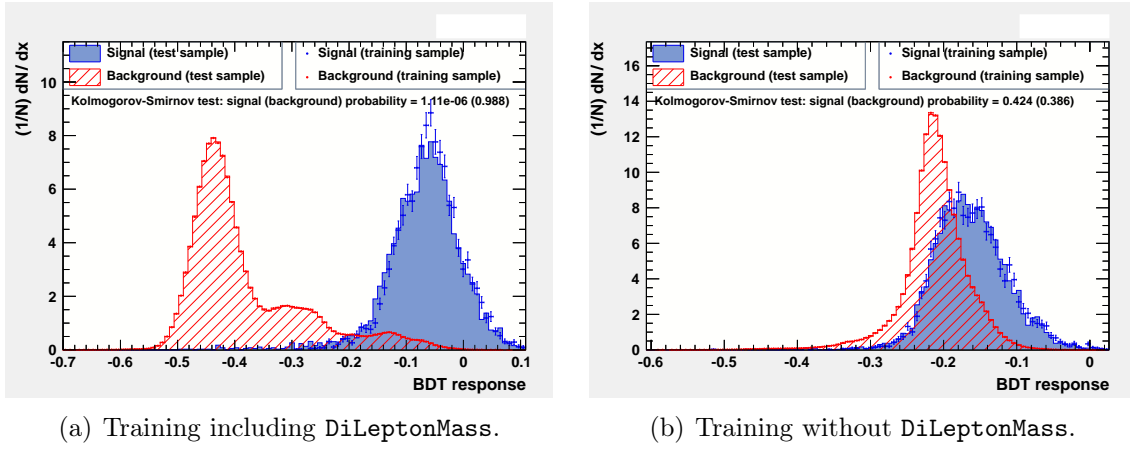 Signal (test sample)
Signal (training sample)
Background (test sample)
Background (training sample)
Kolmogorov-Smirnov test: signal (background) probability = 1.11e-06 (0.988)
(1/N) dN/ dx
10
8
6
4
2
0
-0.7 -0.6 -0.5 -0.4 -0.3 -0.2 -0.1 0 0.1
BDT response
(a) Training including DiLeptonMass.
Signal (test sample)
Signal (training sample)
Background (test sample)
Background (training sample)
Kolmogorov-Smirnov test: signal (background) probability = 0.424 (0.386)
(1/N) dN/ dx
16
14
12
10
8
6
4
2
0
-0.6 -0.5 -0.4 -0.3 -0.2 -0.1 0
BDT response
(b) Training without DiLeptonMass.